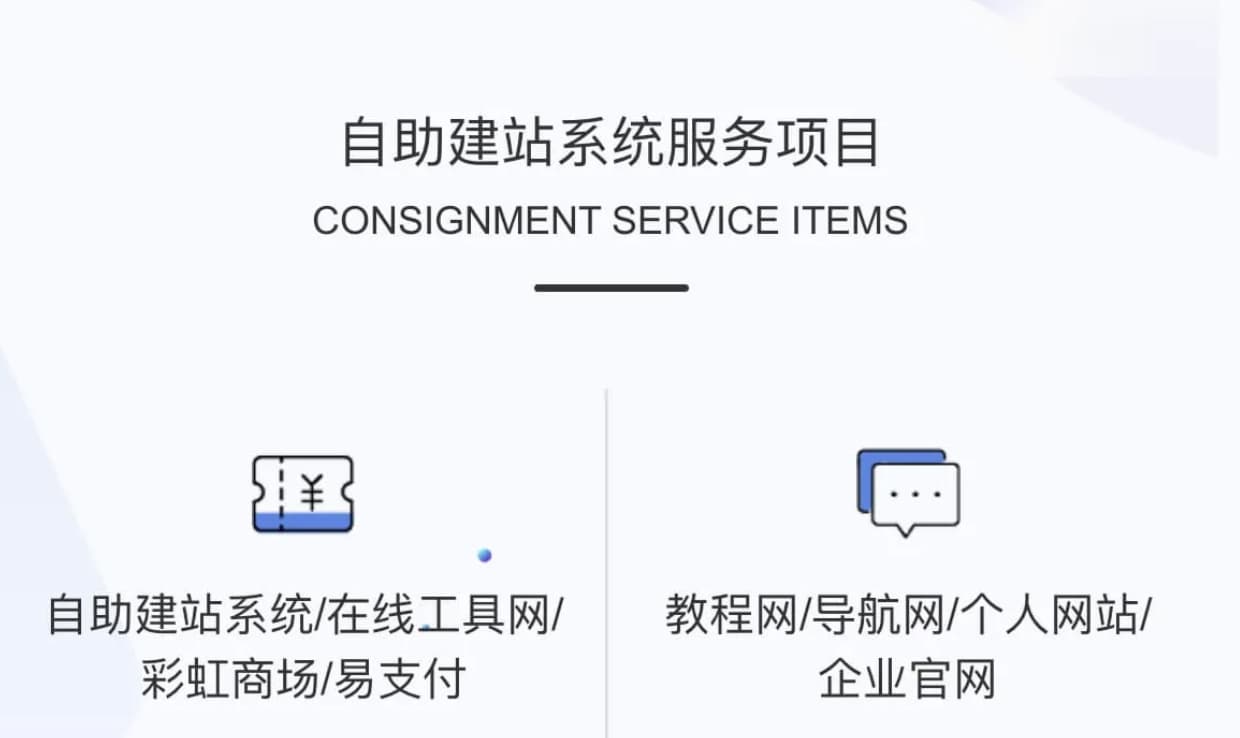 自助建站系统服务项目
CONSIGNMENT SERVICE ITEMS
¥
自助建站系统/在线工具网/
彩虹商场/易支付
教程网/导航网/个人网站/
企业官网